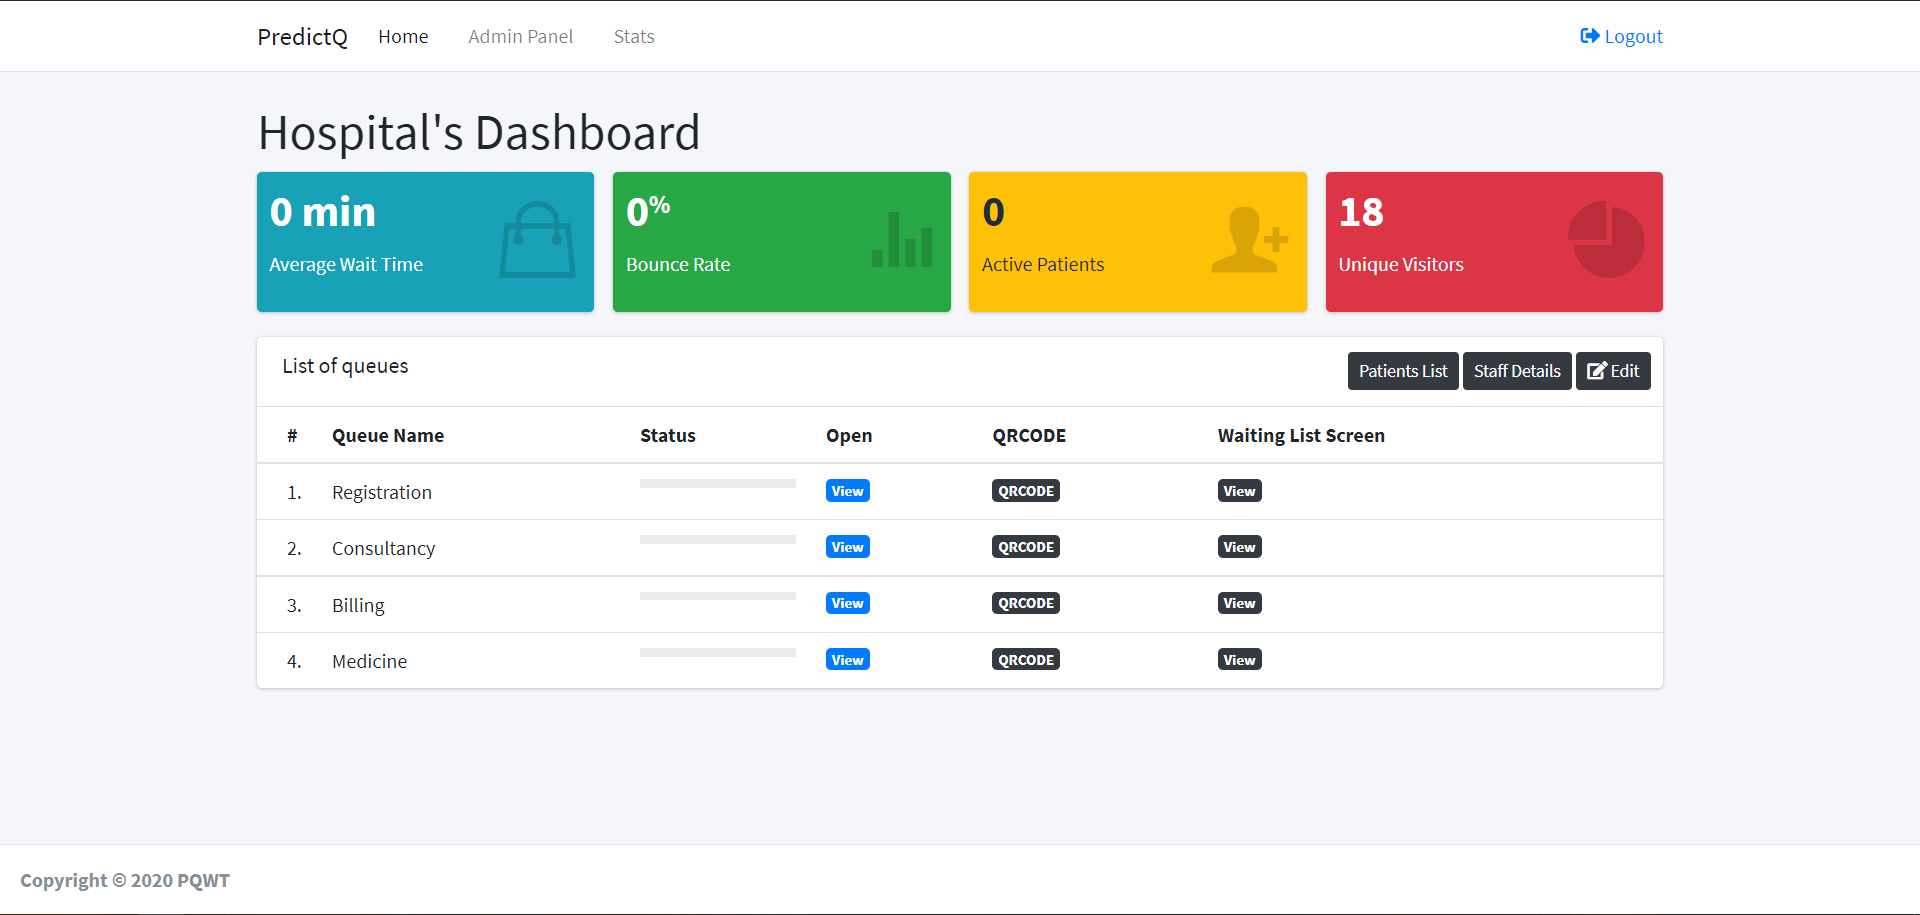 PredictQ Home Admin Panel Stats Logout
Hospital's Dashboard
0 min 0% 0 18
Average Wait Time Bounce Rate Active Patients Unique Visitors
List of queues Patients List Staff Details Edit
# Queue Name Status Open QRCODE Waiting List Screen
1. Registration View QRCODE View
2. Consultancy View QRCODE View
3. Billing View QRCODE View
4. Medicine View QRCODE View
Copyright © 2020 PQWT